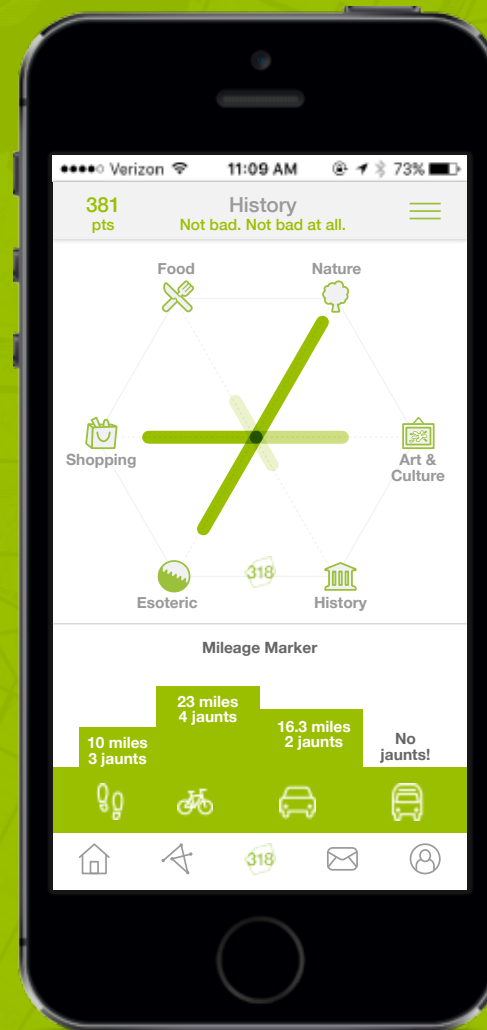 Verizon 11:09 AM 73%
381
pts
History
Not bad. Not bad at all.
Food
Nature
Shopping
Art &
Culture
Esoteric
318
History
Mileage Marker
10 miles
3 jaunts
23 miles
4 jaunts
16.3 miles
2 jaunts
No
jaunts!
318